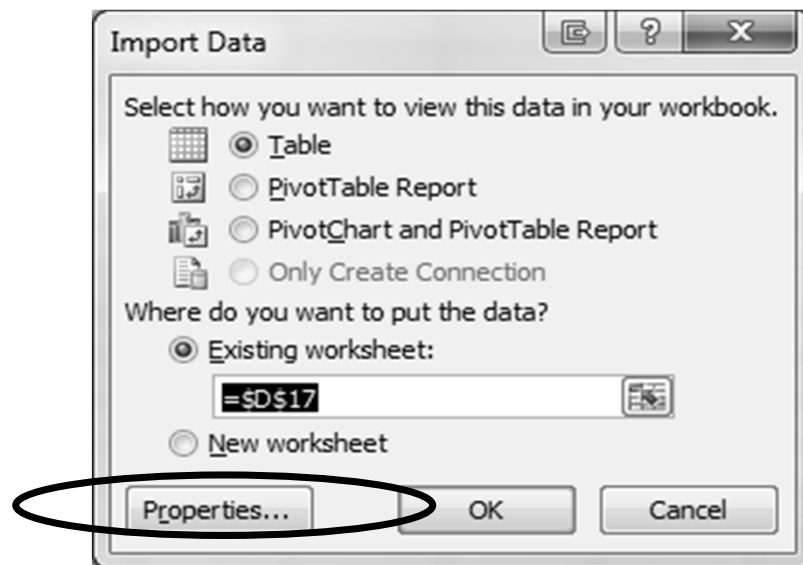 Import Data
?
X
Select how you want to view this data in your workbook.
Table
PivotTable Report
PivotChart and PivotTable Report
Only Create Connection
Where do you want to put the data?
Existing worksheet:
=$D$17
New worksheet
Properties... OK Cancel